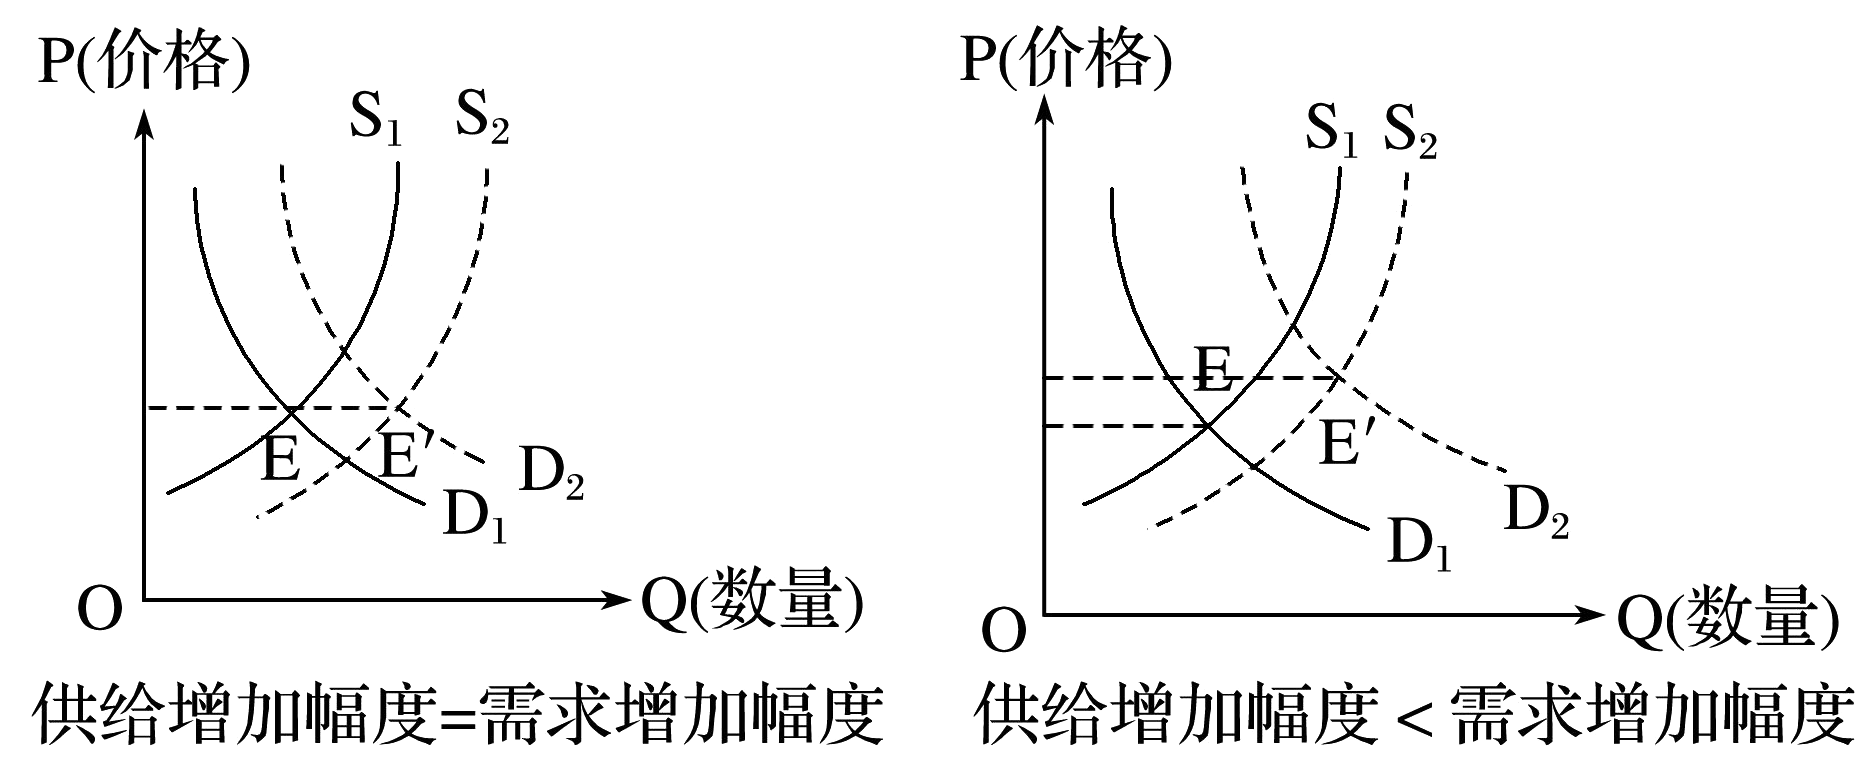 P(价格)
S₁
S₂
E
E′
D₂
D₁
O
Q(数量)
供给增加幅度=需求增加幅度
P(价格)
S₁
S₂
E
E′
D₂
D₁
O
Q(数量)
供给增加幅度<需求增加幅度